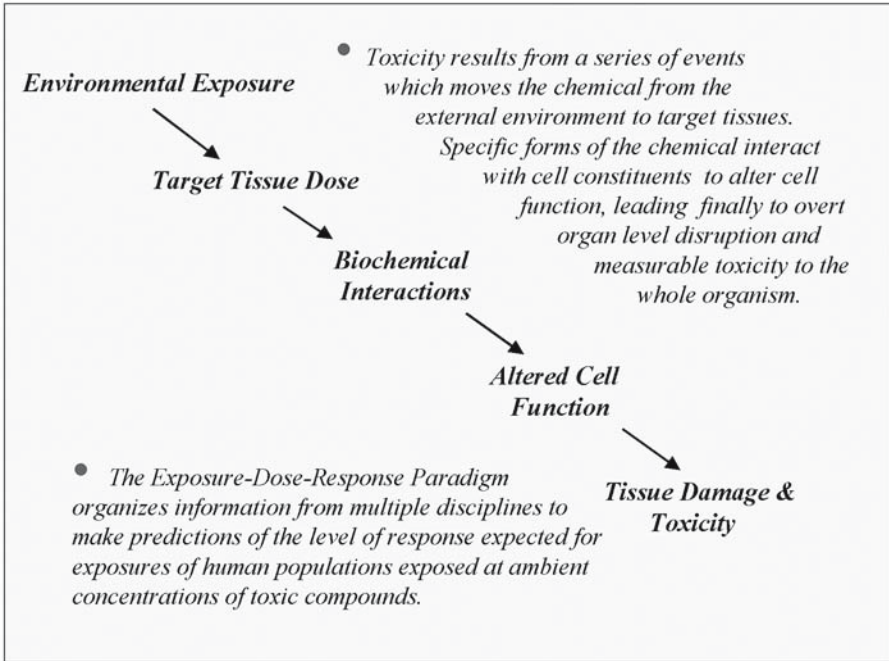 Environmental Exposure
Target Tissue Dose
Biochemical
Interactions
Altered Cell
Function
Tissue Damage &
Toxicity
• Toxicity results from a series of events
which moves the chemical from the
external environment to target tissues.
Specific forms of the chemical interact
with cell constituents to alter cell
function, leading finally to overt
organ level disruption and
measurable toxicity to the
whole organism.
• The Exposure-Dose-Response Paradigm
organizes information from multiple disciplines to
make predictions of the level of response expected for
exposures of human populations exposed at ambient
concentrations of toxic compounds.